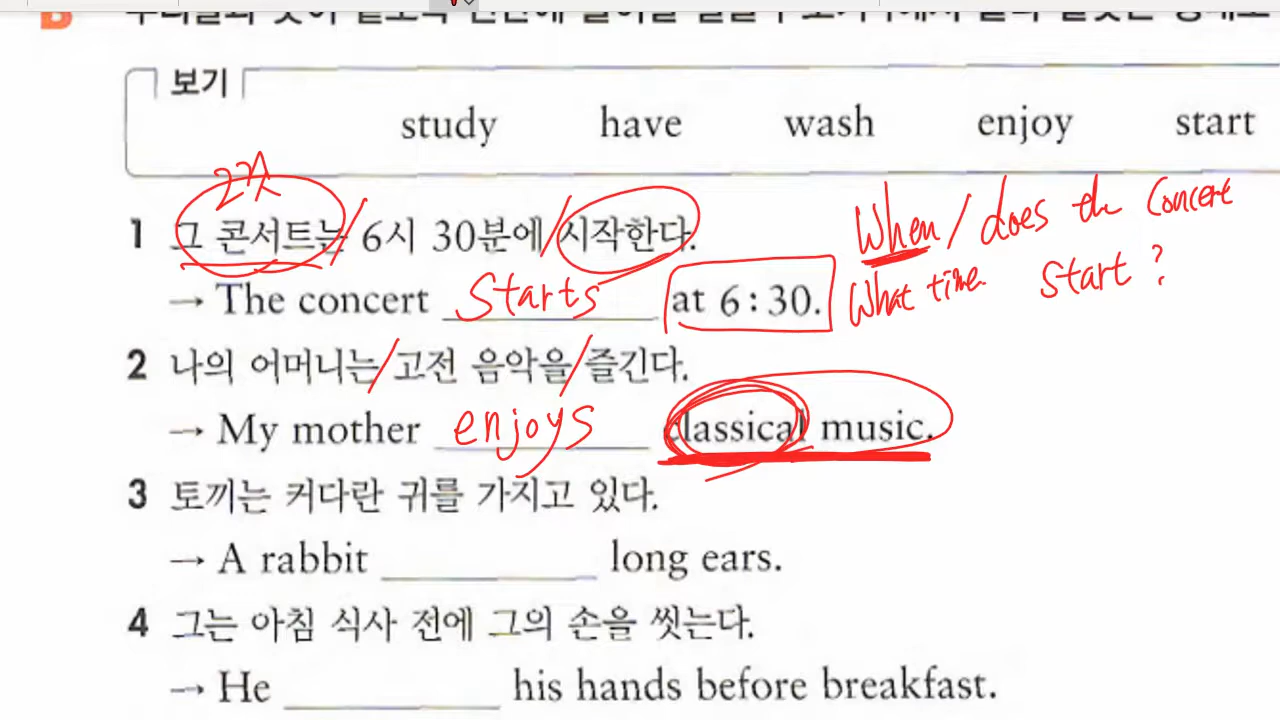 B
보기
study have wash enjoy start
1 그 콘서트는 / 6시 30분에 / 시작한다.
→ The concert starts at 6 : 30.
When / does the concert
What time start ?
2 나의 어머니는 / 고전 음악을 / 즐긴다.
→ My mother enjoys classical music.
3 토끼는 커다란 귀를 가지고 있다.
→ A rabbit ____ long ears.
4 그는 아침 식사 전에 그의 손을 씻는다.
→ He ____ his hands before breakfast.